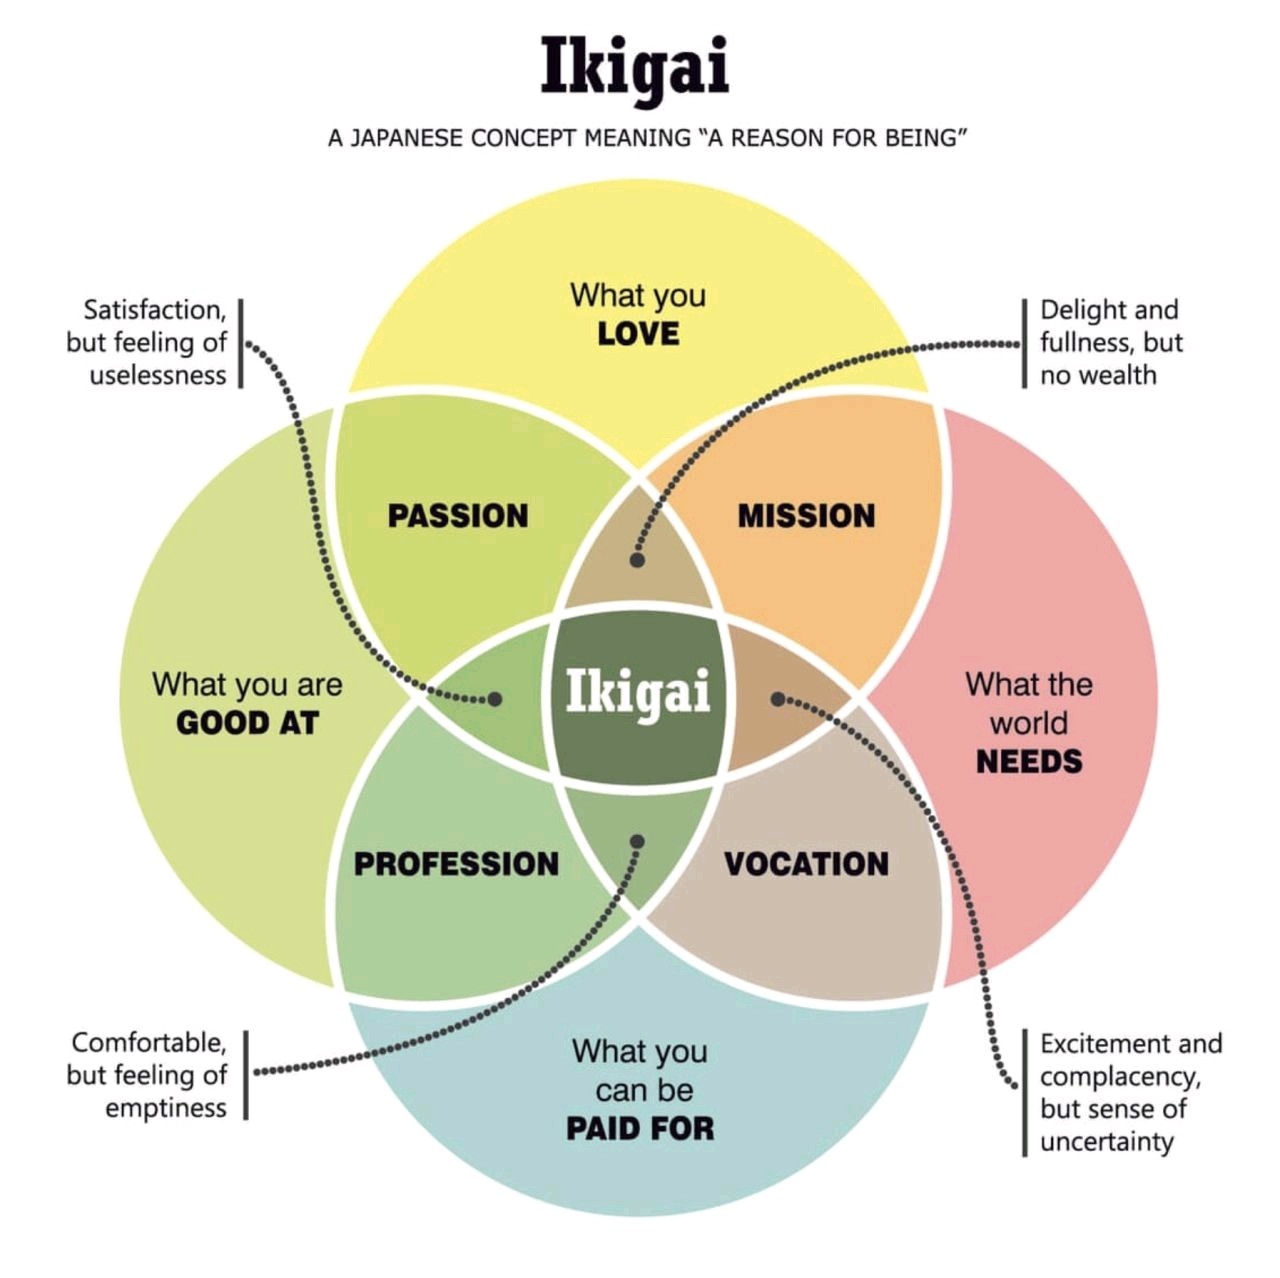 Ikigai
A JAPANESE CONCEPT MEANING “A REASON FOR BEING”
What you
LOVE
Satisfaction,
but feeling of
uselessness
Delight and
fullness, but
no wealth
PASSION
MISSION
What you are
GOOD AT
Ikigai
What the
world
NEEDS
PROFESSION
VOCATION
What you
can be
PAID FOR
Comfortable,
but feeling of
emptiness
Excitement and
complacency,
but sense of
uncertainty